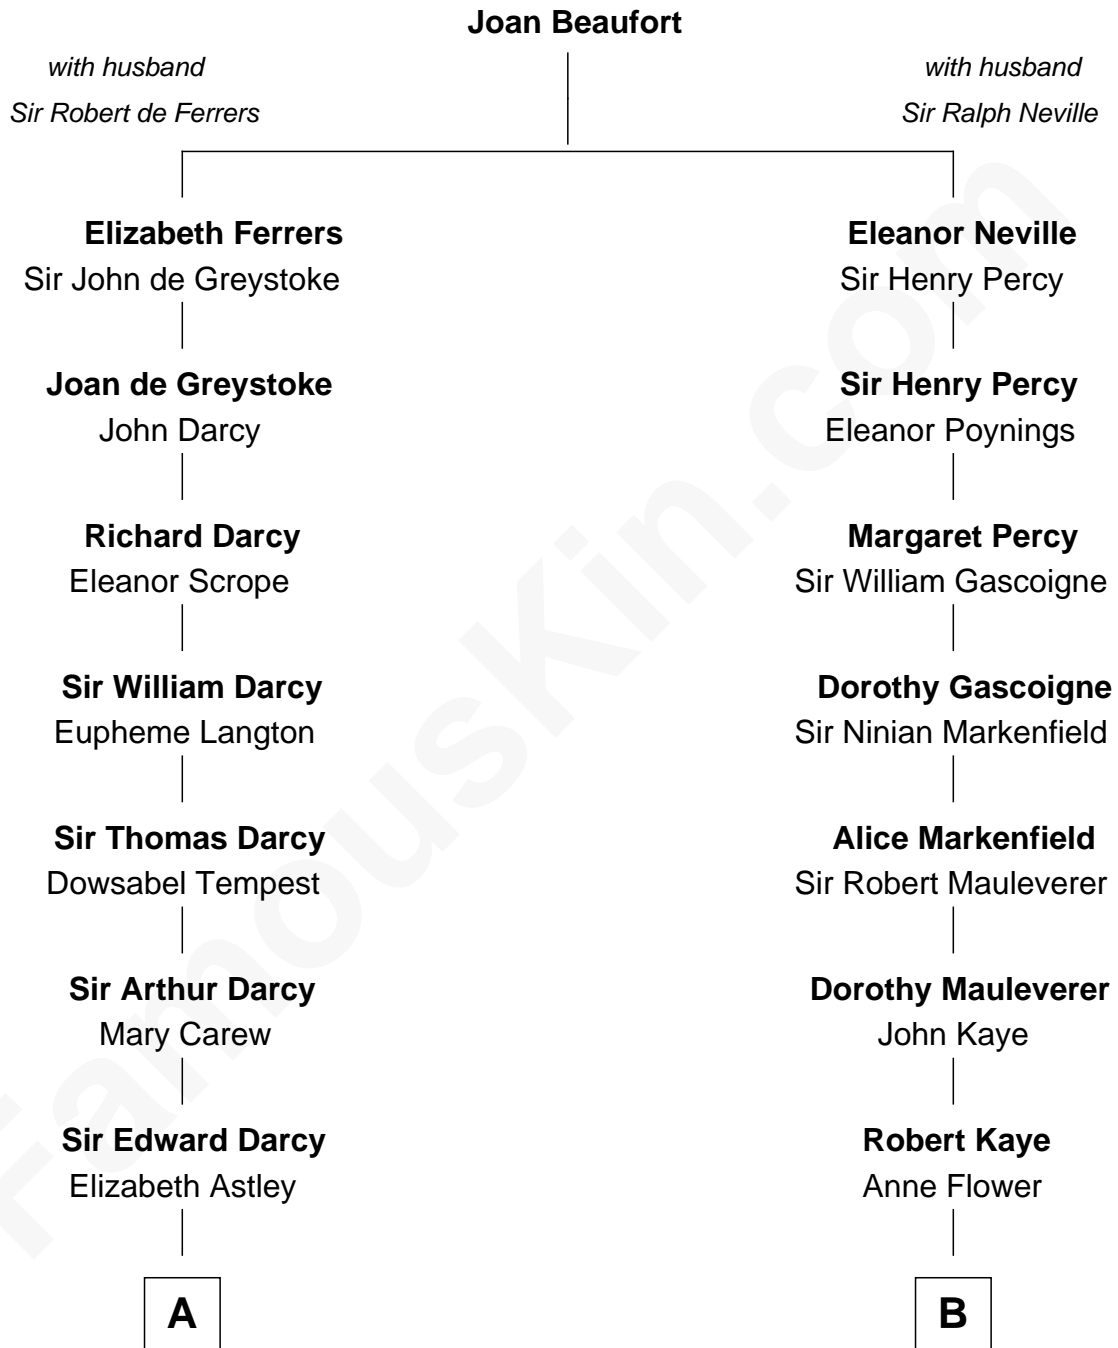 Joan Beaufort
with husband
Sir Robert de Ferrers
with husband
Sir Ralph Neville
Elizabeth Ferrers
Sir John de Greystoke
Eleanor Neville
Sir Henry Percy
Joan de Greystoke
John Darcy
Sir Henry Percy
Eleanor Poynings
Richard Darcy
Eleanor Scrope
Margaret Percy
Sir William Gascoigne
Sir William Darcy
Eupheme Langton
Dorothy Gascoigne
Sir Ninian Markenfield
Sir Thomas Darcy
Dowsabel Tempest
Alice Markenfield
Sir Robert Mauleverer
Sir Arthur Darcy
Mary Carew
Dorothy Mauleverer
John Kaye
Sir Edward Darcy
Elizabeth Astley
Robert Kaye
Anne Flower
A
B
FamousKin.com